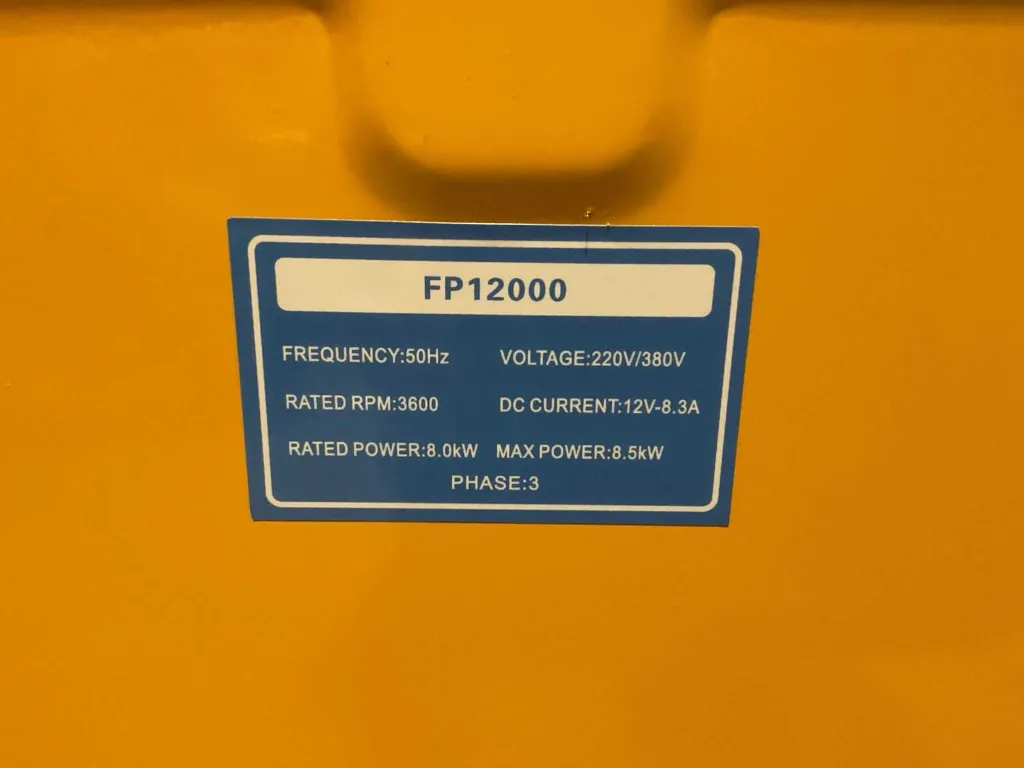 FP12000
FREQUENCY:50Hz VOLTAGE:220V/380V
RATED RPM:3600 DC CURRENT:12V-8.3A
RATED POWER:8.0kW MAX POWER:8.5kW
PHASE:3